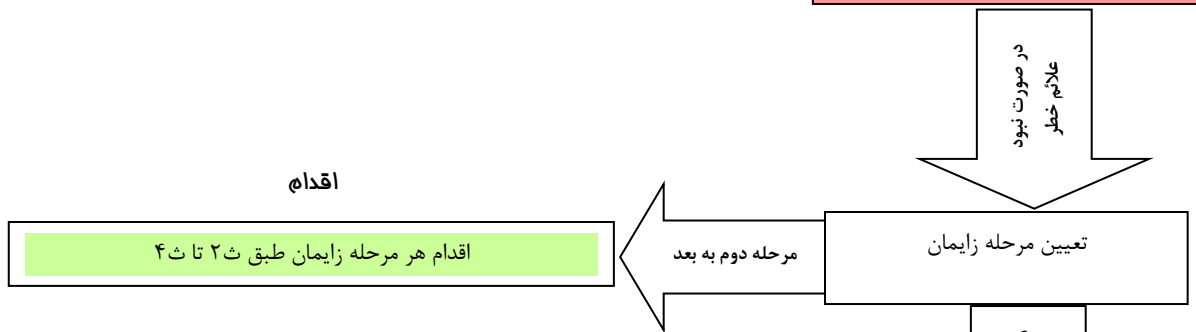 در صورت نبود
علائم خطر
اقدام
تعیین مرحله زایمان
مرحله دوم به بعد
اقدام هر مرحله زایمان طبق ث۲ تا ث۴